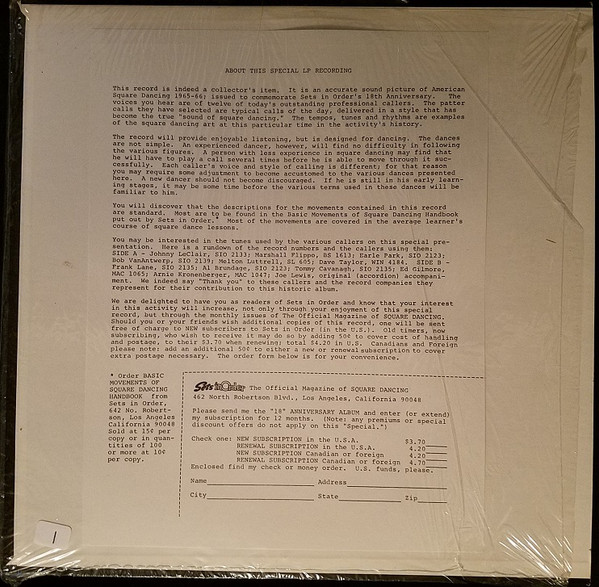 ABOUT THIS SPECIAL LP RECORDING
This record is indeed a collector's item. It is an accurate sound picture of American
Square Dancing 1965-66; issued to commemorate Sets in Order's 18th Anniversary. The
voices you hear are of twelve of today's outstanding professional callers. The patter
calls they have selected are typical calls of the day, delivered in a style that has
become the true "sound of square dancing." The tempos, tunes and rhythms are examples
of the square dancing art at this particular time in the activity's history.
The record will provide enjoyable listening, but is designed for dancing. The dances
are not simple. An experienced dancer, however, will find no difficulty in following
the various figures. A person with less experience in square dancing may find that
he will have to play a call several times before he is able to move through it suc-
cessfully. Each caller's voice and style of calling is different; for that reason
you may require some adjustment to become accustomed to the various dances presented
here. A new dancer should not become discouraged. If he is still in his early learn-
ing stages, it may be some time before the various terms used in these dances will be
familiar to him.
You will discover that the descriptions for the movements contained in this record
are standard. Most are to be found in the Basic Movements of Square Dancing Handbook
put out by Sets in Order.* Most of the movements are covered in the average learner's
course of square dance lessons.
You may be interested in the tunes used by the various callers on this special pre-
sentation. Here is a rundown of the record numbers and the callers using them:
SIDE A - Johnny LeClair, SIO 2133; Marshall Flippo, BS 1613; Earle Park, SIO 2123;
Bob VanAntwerp, SIO 2139; Melton Luttrell, SL 605; Dave Taylor, WIN 4184. SIDE B -
Frank Lane, SIO 2135; Al Brundage, SIO 2123; Tommy Cavanagh, SIO 2135; Ed Gilmore,
MAC 1065; Arnie Kronenberger, MAC 1047; Joe Lewis, original (accordion) accompani-
ment. We indeed say "Thank you" to these callers and the record companies they
represent for their contribution to this historic album.
We are delighted to have you as readers of Sets in Order and know that your interest
in this activity will increase, not only through your enjoyment of this special
record, but through the monthly issues of The Official Magazine of SQUARE DANCING.
Should you or your friends wish additional copies of this record, one will be sent
free of charge to NEW subscribers to Sets in Order (in the U.S.). Old timers, now
subscribing, who wish to receive it may do so by adding 50¢ to cover cost of handling
and postage, to their $3.70 when renewing; total $4.20 in U.S. Canadians and Foreign
please note: add an additional 50¢ to either a new or renewal subscription to cover
extra postage necessary. The order form below is for your convenience.
* Order BASIC
MOVEMENTS OF
SQUARE DANCING
HANDBOOK from
Sets in Order,
642 No. Robert-
son, Los Angeles
California 90048
Sold at 15¢ per
copy or in quan-
tities of 100
or more at 10¢
per copy.
Sets in Order The Official Magazine of SQUARE DANCING
462 North Robertson Blvd., Los Angeles, California 90048
Please send me the "18" ANNIVERSARY ALBUM and enter (or extend)
my subscription for 12 months. (Note: any premiums or special
discount offers do not apply on this "Special.")
Check one: NEW SUBSCRIPTION in the U.S.A. $3.70
RENEWAL SUBSCRIPTION in the U.S.A. 4.20
NEW SUBSCRIPTION Canadian or foreign 4.20
RENEWAL SUBSCRIPTION Canadian or foreign 4.70
Enclosed find my check or money order. U.S. funds, please.
Name Address
City State Zip
1